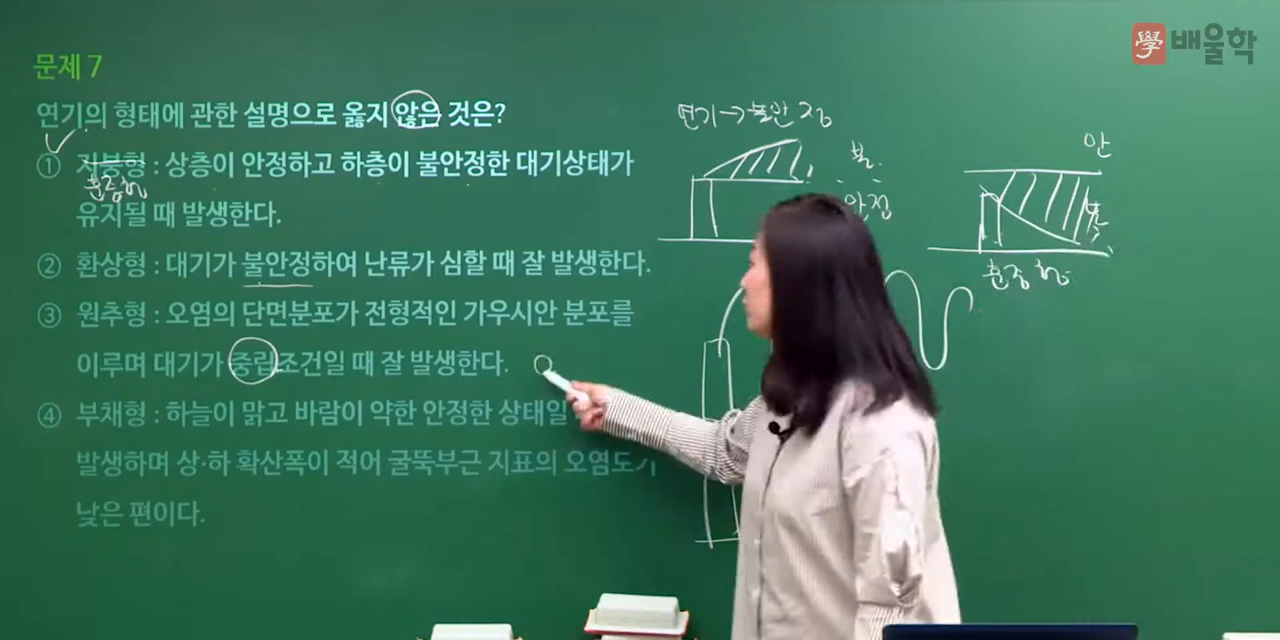 學 배울학
문제 7
연기의 형태에 관한 설명으로 옳지 않은 것은?
① 지붕형 : 상층이 안정하고 하층이 불안정한 대기상태가
훈증형
유지될 때 발생한다.
② 환상형 : 대기가 불안정하여 난류가 심할 때 잘 발생한다.
③ 원추형 : 오염의 단면분포가 전형적인 가우시안 분포를
이루며 대기가 중립조건일 때 잘 발생한다.
④ 부채형 : 하늘이 맑고 바람이 약한 안정한 상태일
발생하며 상·하 확산폭이 적어 굴뚝부근 지표의 오염도가
낮은 편이다.
연기→불안정
불.
안정
안
불.
훈증형